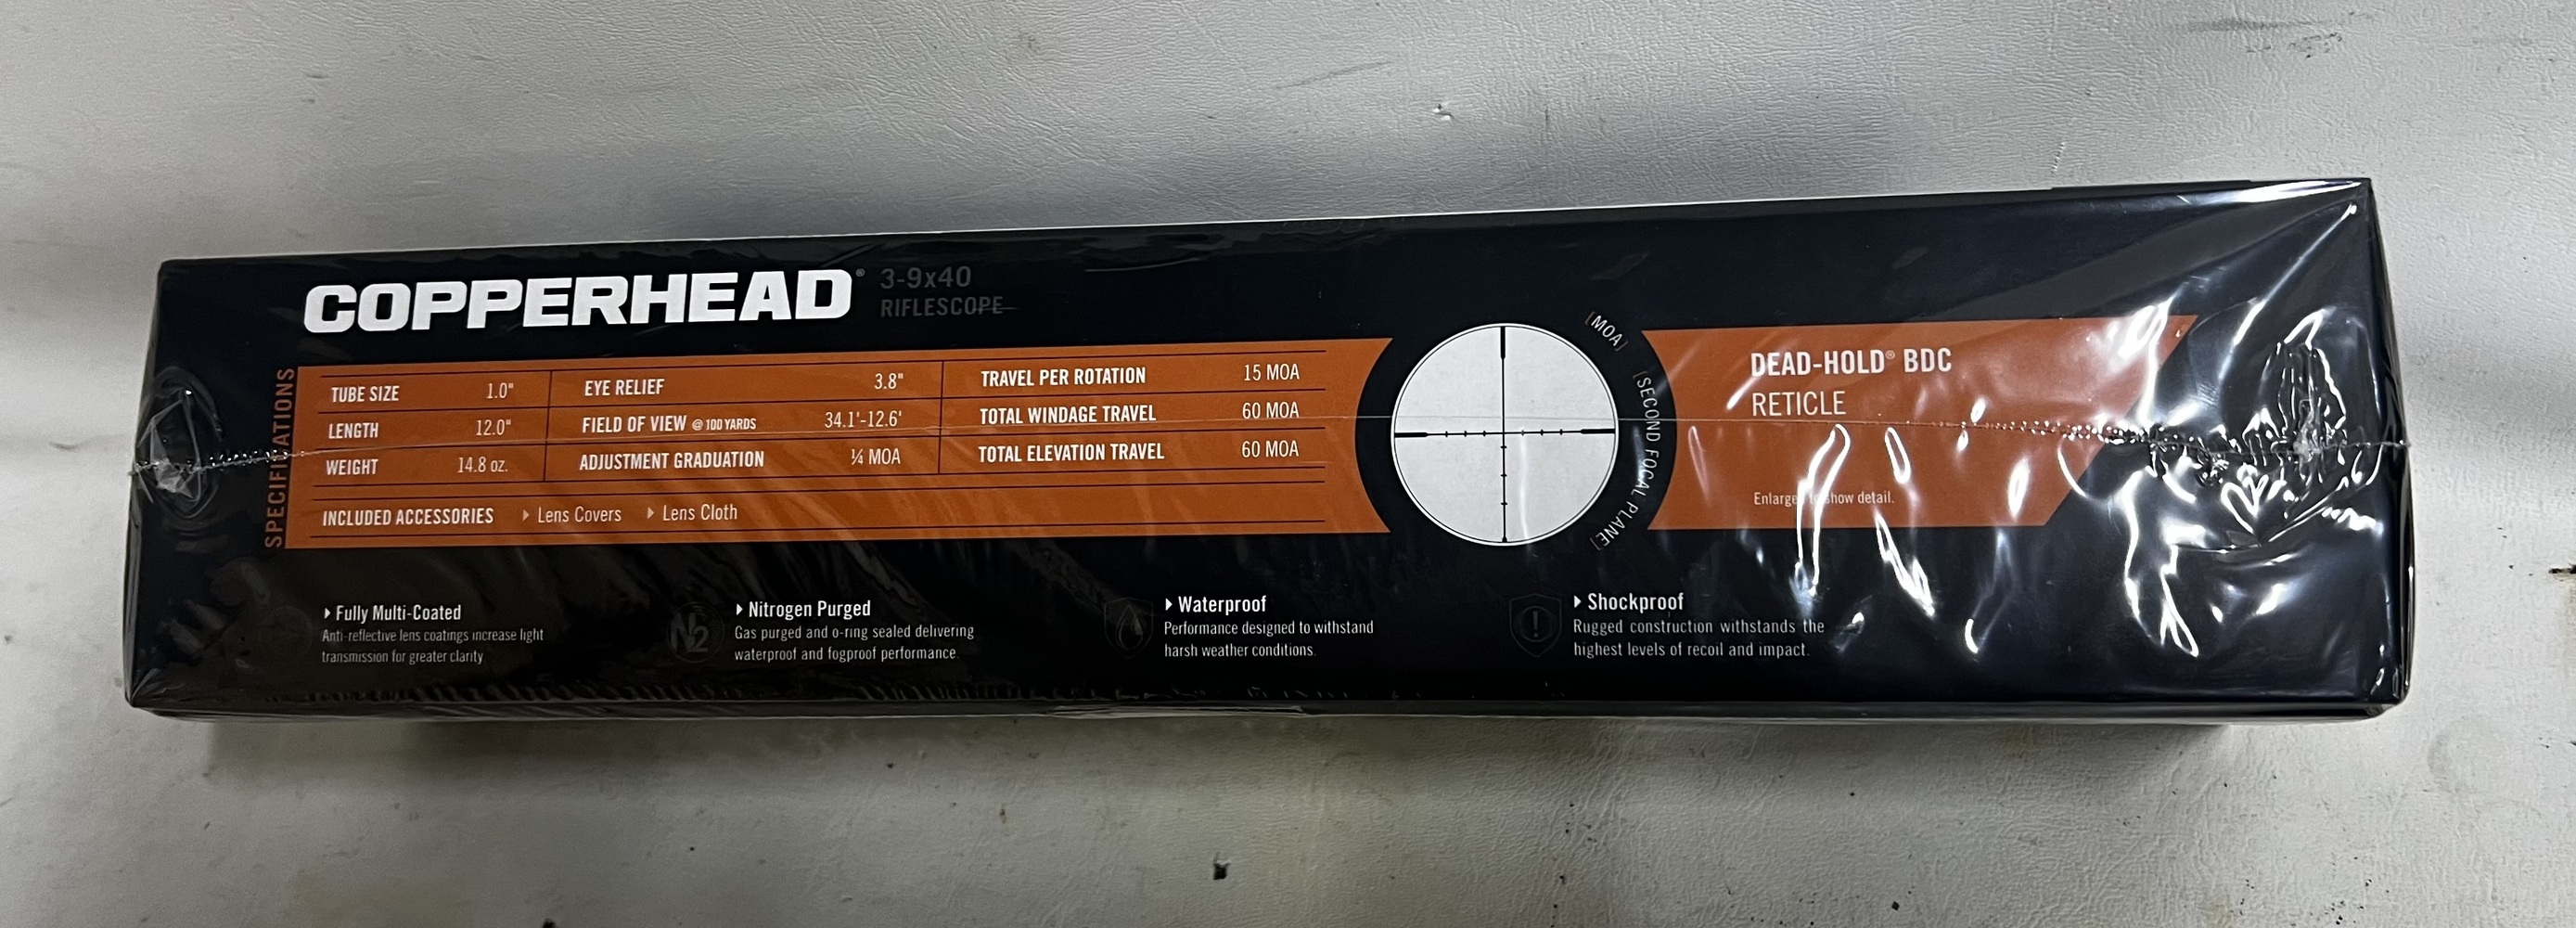 COPPERHEAD® 3-9x40
RIFLESCOPE
SPECIFIATIONS
TUBE SIZE 1.0"
LENGTH 12.0"
WEIGHT 14.8 oz.
EYE RELIEF 3.8"
FIELD OF VIEW @ 100 YARDS 34.1'-12.6'
ADJUSTMENT GRADUATION ¼ MOA
TRAVEL PER ROTATION 15 MOA
TOTAL WINDAGE TRAVEL 60 MOA
TOTAL ELEVATION TRAVEL 60 MOA
INCLUDED ACCESSORIES Lens Covers Lens Cloth
[MOA]
[SECOND FOCAL PLANE]
DEAD-HOLD® BDC
RETICLE
Enlarged to show detail.
Fully Multi-Coated
Anti-reflective lens coatings increase light
transmission for greater clarity
N2
Nitrogen Purged
Gas purged and o-ring sealed delivering
waterproof and fogproof performance.
Waterproof
Performance designed to withstand
harsh weather conditions.
Shockproof
Rugged construction withstands the
highest levels of recoil and impact.